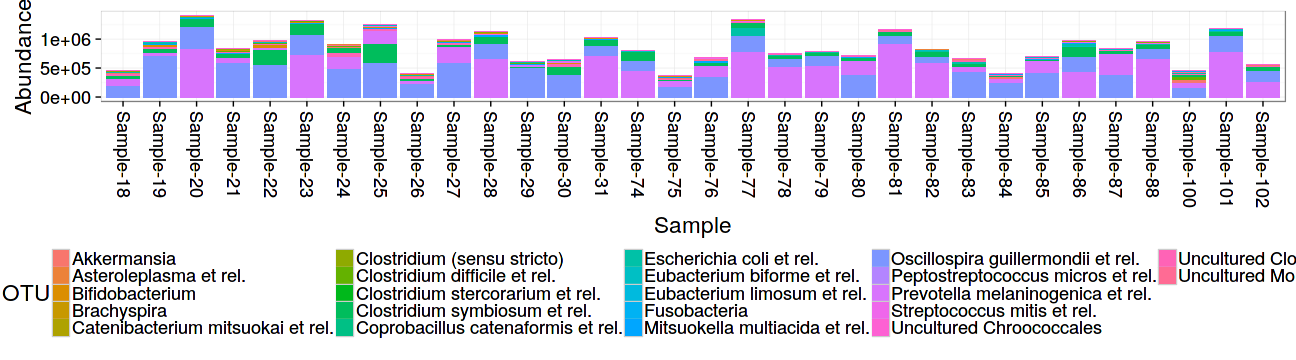 Abundance
1e+06
5e+05
0e+00
Sample-18
Sample-19
Sample-20
Sample-21
Sample-22
Sample-23
Sample-24
Sample-25
Sample-26
Sample-27
Sample-28
Sample-29
Sample-30
Sample-31
Sample-74
Sample-75
Sample-76
Sample-77
Sample-78
Sample-79
Sample-80
Sample-81
Sample-82
Sample-83
Sample-84
Sample-85
Sample-86
Sample-87
Sample-88
Sample-100
Sample-101
Sample-102
Sample
OTU
Akkermansia
Asteroleplasma et rel.
Bifidobacterium
Brachyspira
Catenibacterium mitsuokai et rel.
Clostridium (sensu stricto)
Clostridium difficile et rel.
Clostridium stercorarium et rel.
Clostridium symbiosum et rel.
Coprobacillus catenaformis et rel.
Escherichia coli et rel.
Eubacterium biforme et rel.
Eubacterium limosum et rel.
Fusobacteria
Mitsuokella multiacida et rel.
Oscillospira guillermondii et rel.
Peptostreptococcus micros et rel.
Prevotella melaninogenica et rel.
Streptococcus mitis et rel.
Uncultured Chroococcales
Uncultured Clo
Uncultured Mo